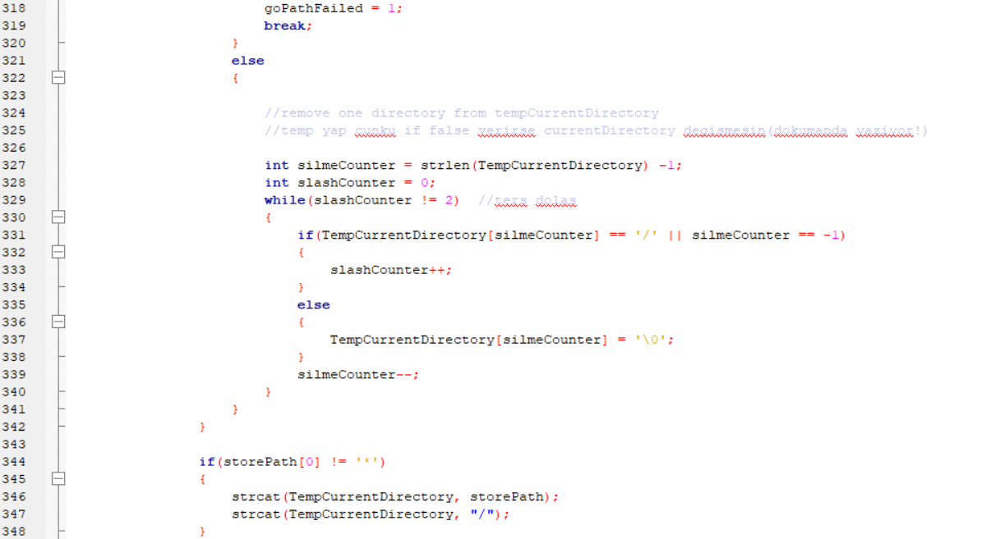 318 goPathFailed = 1;
319 break;
320 }
321 else
322 {
323
324 //remove one directory from tempCurrentDirectory
325 //temp yap cunku if false yerirse currentDirectory degismesin(dokumanda yaziyor!)
326
327 int silmeCounter = strlen(TempCurrentDirectory) -1;
328 int slashCounter = 0;
329 while(slashCounter != 2) //ters dolas
330 {
331 if(TempCurrentDirectory[silmeCounter] == '/' || silmeCounter == -1)
332 {
333 slashCounter++;
334 }
335 else
336 {
337 TempCurrentDirectory[silmeCounter] = '\0';
338 }
339 silmeCounter--;
340 }
341 }
342 }
343
344 if(storePath[0] != '*')
345 {
346 strcat(TempCurrentDirectory, storePath);
347 strcat(TempCurrentDirectory, "/");
348 }